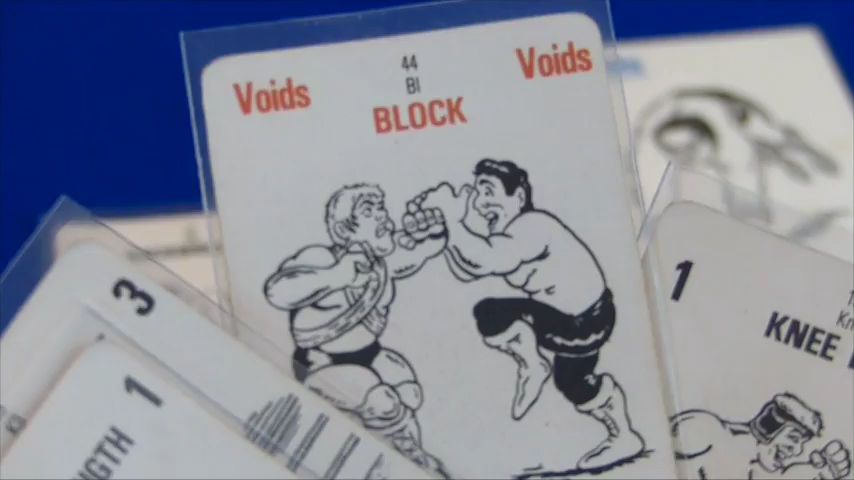 Voids
44
BI
BLOCK
Voids
3
1
NGTH
1
KNEE